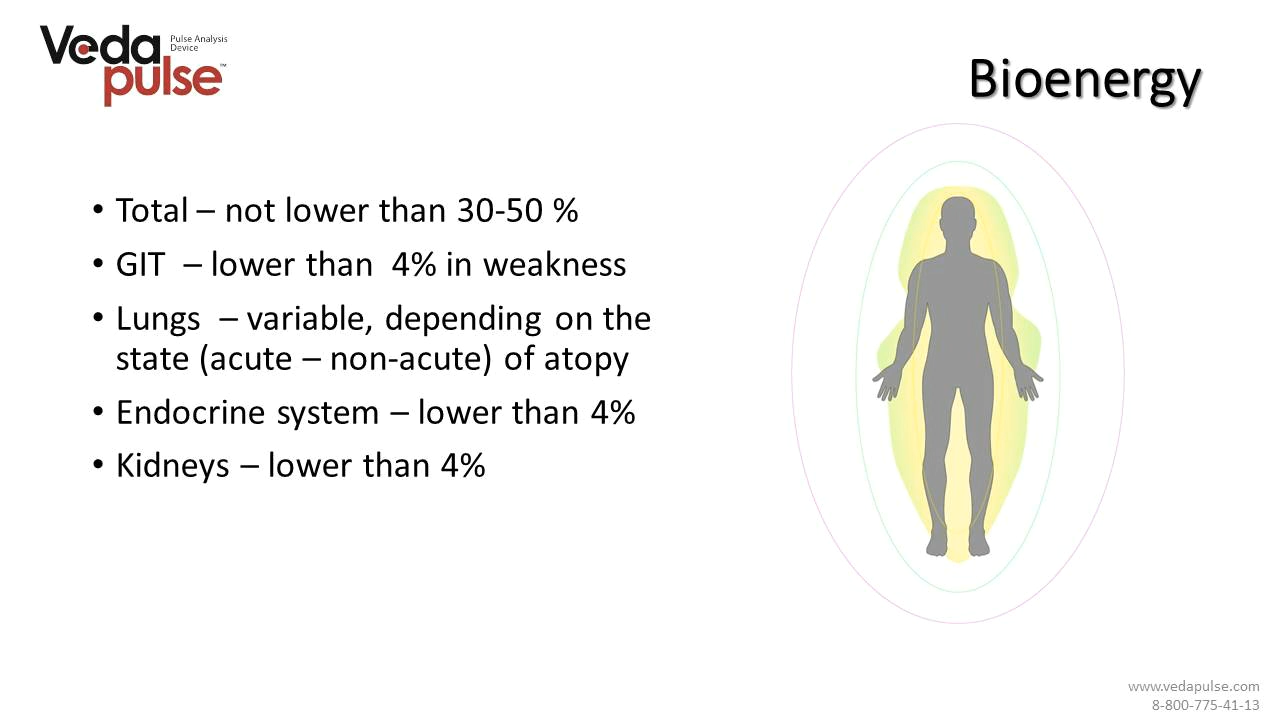 Veda
Pulse Analysis
Device
pulse™
Bioenergy
• Total – not lower than 30-50 %
• GIT – lower than 4% in weakness
• Lungs – variable, depending on the
state (acute – non-acute) of atopy
• Endocrine system – lower than 4%
• Kidneys – lower than 4%
www.vedapulse.com
8-800-775-41-13